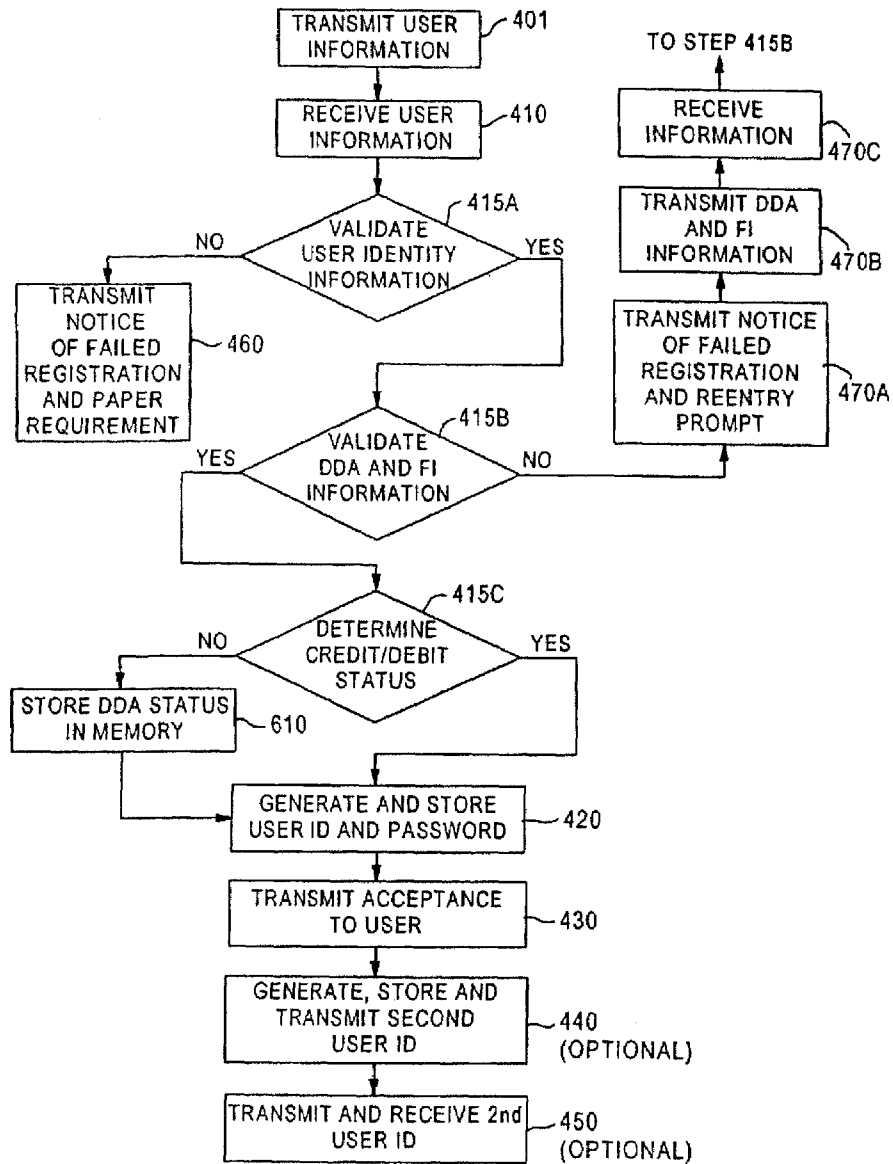 TRANSMIT USER
INFORMATION
401
RECEIVE USER
INFORMATION
410
415A
VALIDATE
USER IDENTITY
INFORMATION
NO
YES
TRANSMIT
NOTICE
OF FAILED
REGISTRATION
AND PAPER
REQUIREMENT
460
TO STEP 415B
RECEIVE
INFORMATION
470C
TRANSMIT DDA
AND FI
INFORMATION
470B
TRANSMIT NOTICE
OF FAILED
REGISTRATION
AND REENTRY
PROMPT
470A
415B
VALIDATE
DDA AND FI
INFORMATION
YES
NO
415C
DETERMINE
CREDIT/DEBIT
STATUS
NO
YES
STORE DDA STATUS
IN MEMORY
610
GENERATE AND STORE
USER ID AND PASSWORD
420
TRANSMIT ACCEPTANCE
TO USER
430
GENERATE, STORE AND
TRANSMIT SECOND
USER ID
440
(OPTIONAL)
TRANSMIT AND RECEIVE 2nd
USER ID
450
(OPTIONAL)